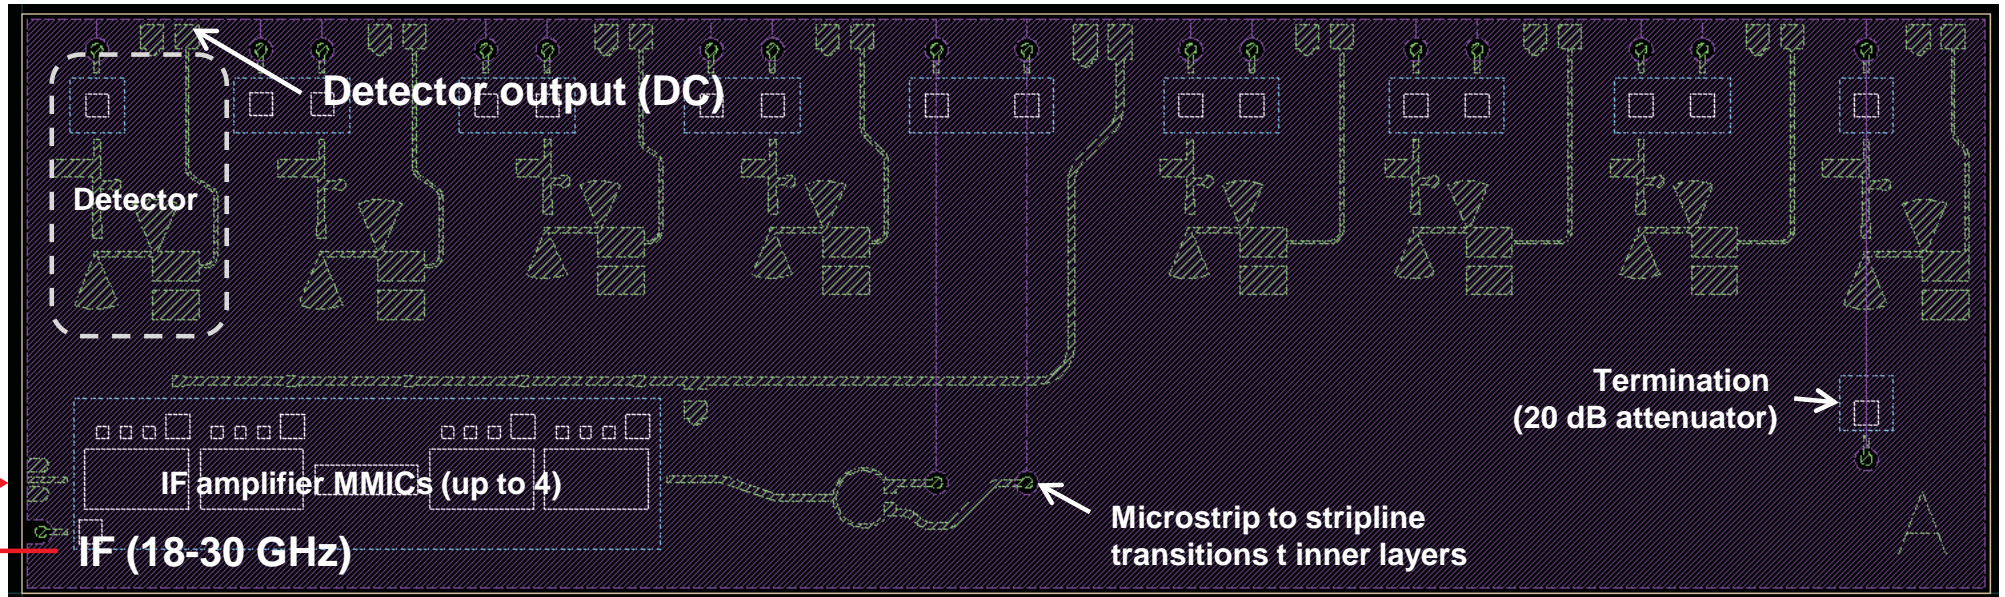 Detector output (DC)
Detector
Termination
(20 dB attenuator)
IF amplifier MMICs (up to 4)
Microstrip to stripline
transitions t inner layers
IF (18-30 GHz)
A